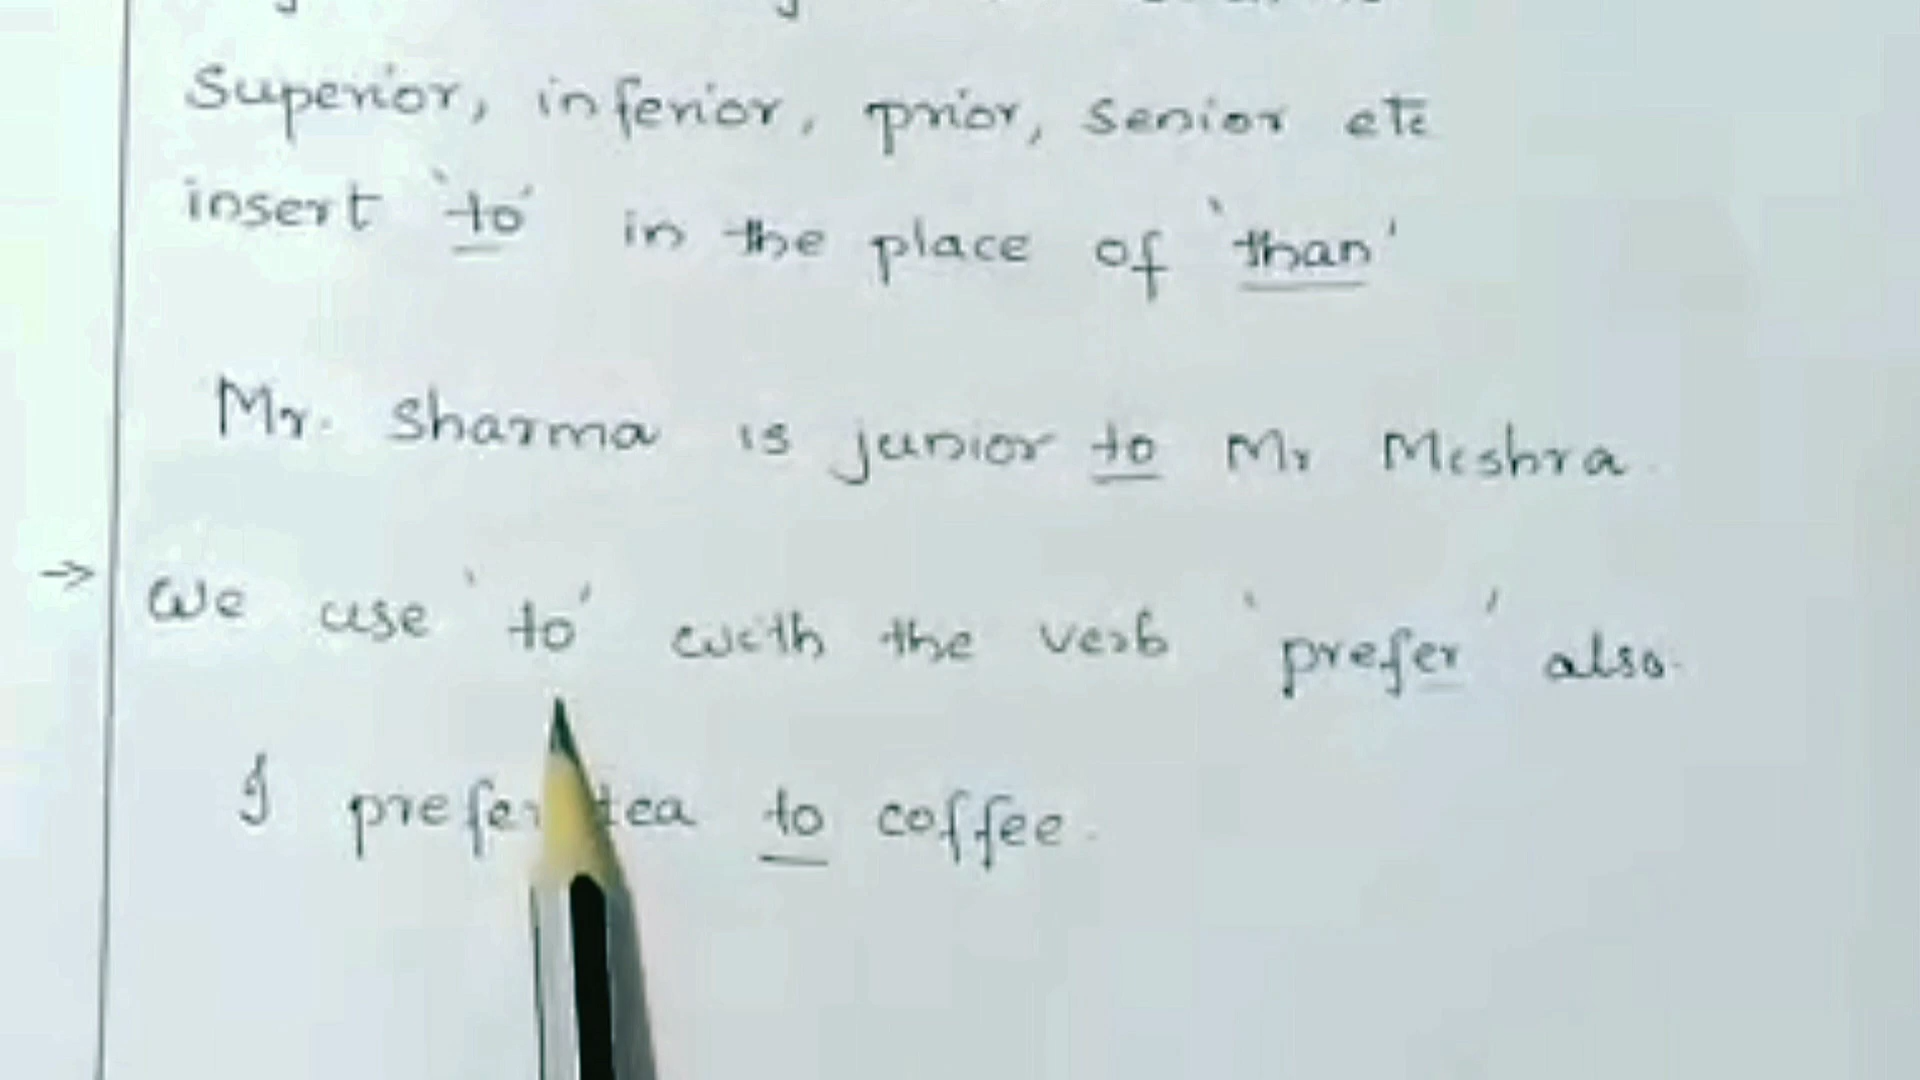 Superior, inferior, prior, senior etc
insert 'to' in the place of 'than'
Mr. Sharma is junior to Mr Mishra.
→ We use 'to' with the verb 'prefer' also.
I prefer tea to coffee.